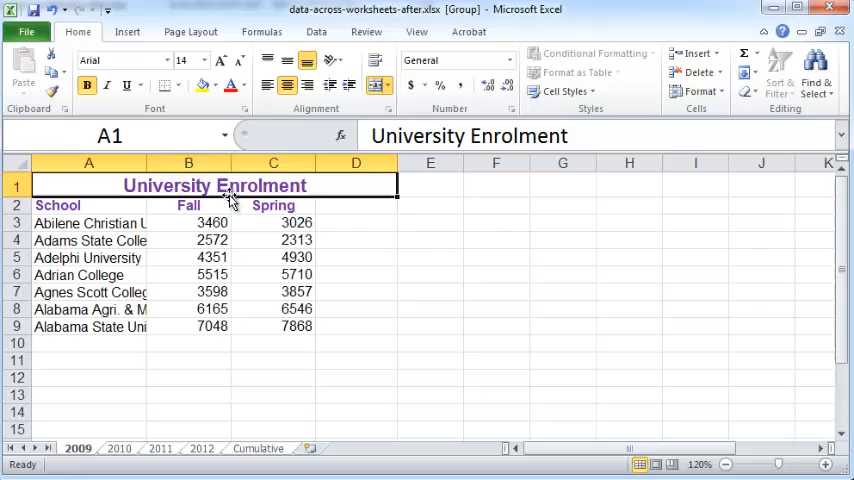 data-across-worksheets-after.xlsx [Group] - Microsoft Excel
File Home Insert Page Layout Formulas Data Review View Acrobat
Arial 14 General Conditional Formatting Insert
Paste B I U $ % , Format as Table Delete Sort & Filter Find & Select
Cell Styles Format
Clipboard Font Alignment Number Styles Cells Editing
A1 fx University Enrolment
A B C D E F G H I J K
1 University Enrolment
2 School Fall Spring
3 Abilene Christian U 3460 3026
4 Adams State Colle 2572 2313
5 Adelphi University 4351 4930
6 Adrian College 5515 5710
7 Agnes Scott Colleg 3598 3857
8 Alabama Agri. & M 6165 6546
9 Alabama State Uni 7048 7868
10
11
12
13
14
15
2009 2010 2011 2012 Cumulative
Ready 120%